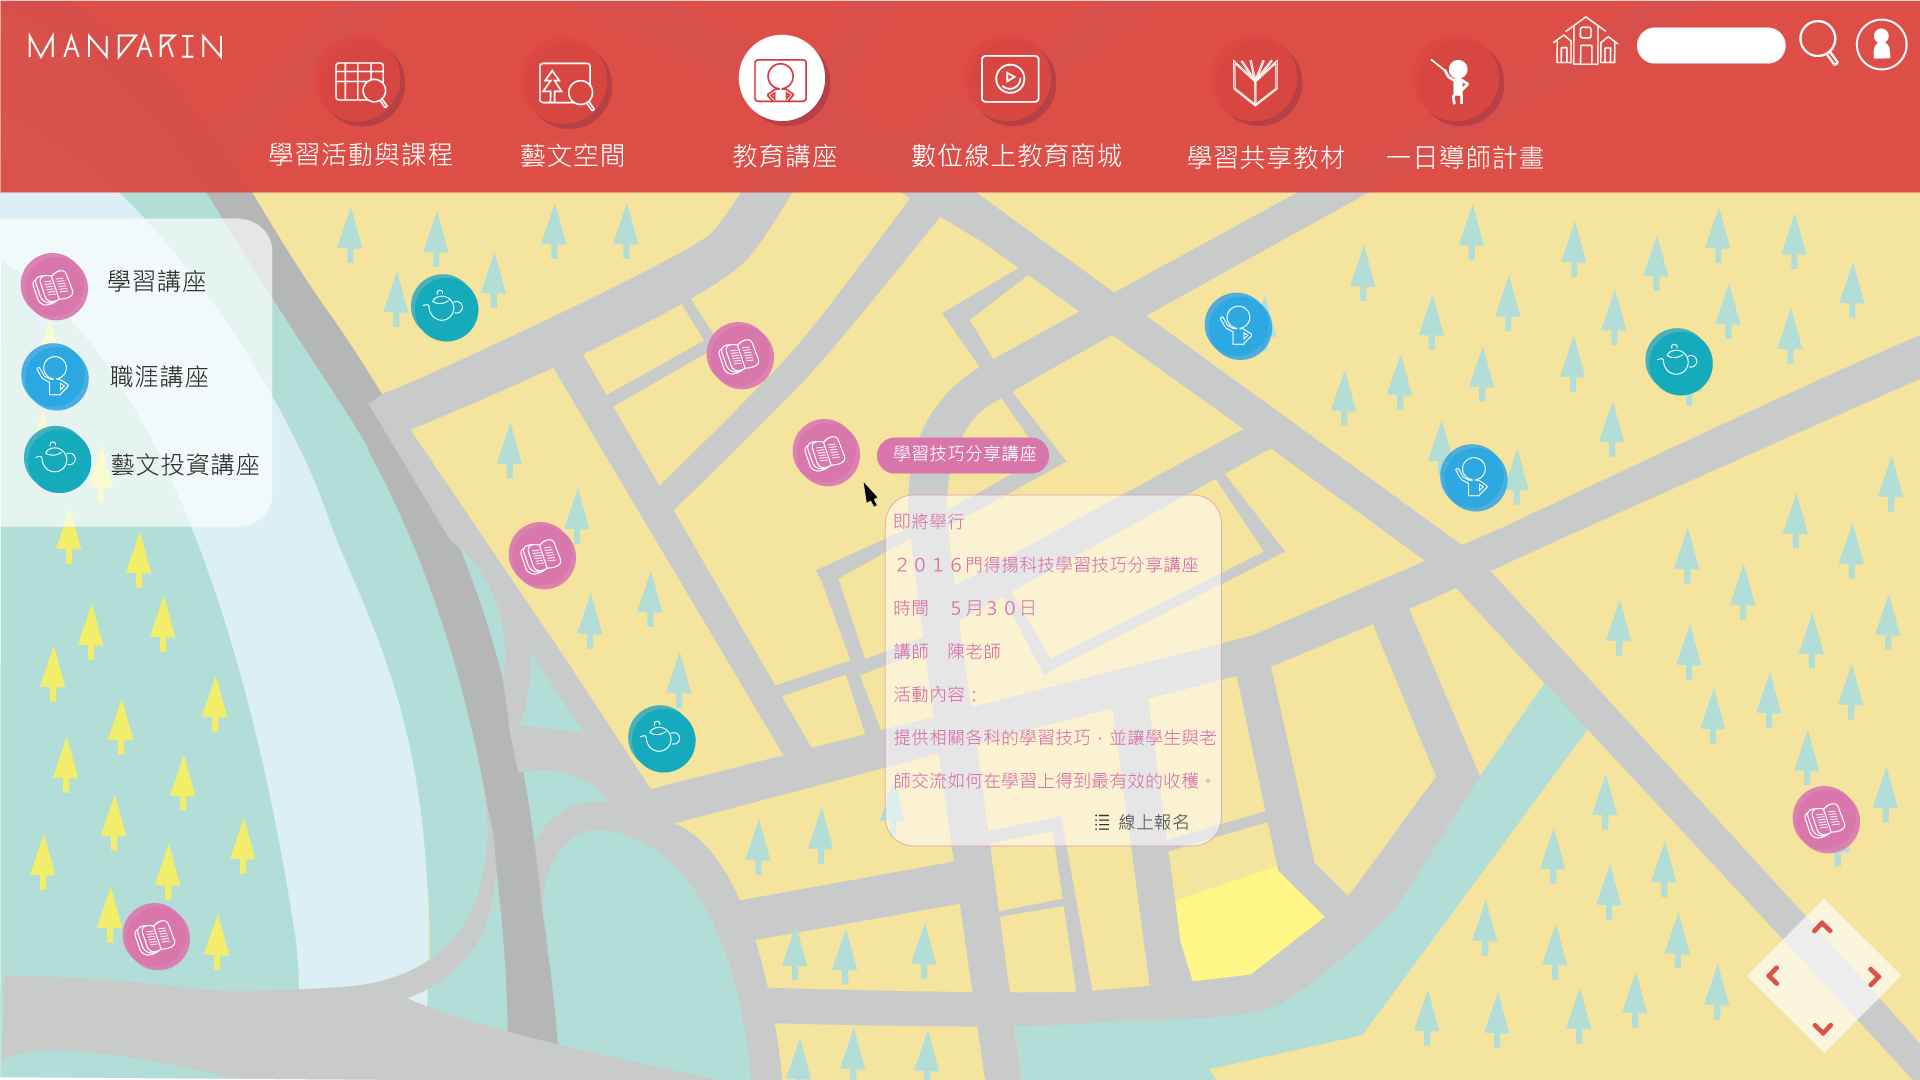 MANDARIN
學習活動與課程
藝文空間
教育講座
數位線上教育商城
學習共享教材
一日導師計畫
學習講座
職涯講座
藝文投資講座
學習技巧分享講座
即將舉行
２０１６門得揚科技學習技巧分享講座
時間　５月３０日
講師　陳老師
活動內容：
提供相關各科的學習技巧，並讓學生與老
師交流如何在學習上得到最有效的收穫。
線上報名